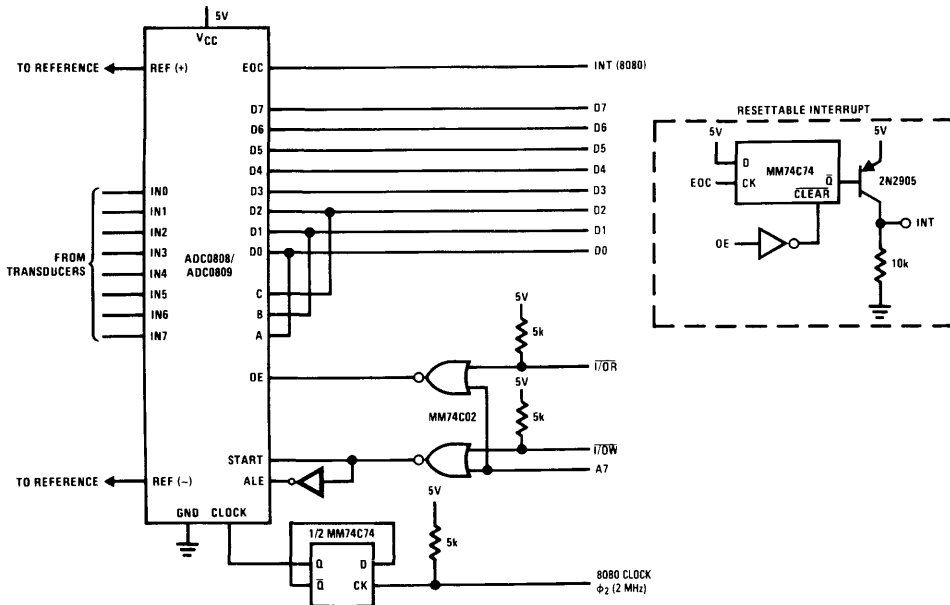 5V
VCC
TO REFERENCE
REF (+)
EOC
INT (8080)
D7
D7
D6
D6
D5
D5
D4
D4
D3
D3
D2
D2
D1
D1
D0
D0
IN0
IN1
IN2
IN3
IN4
IN5
IN6
IN7
FROM
TRANSDUCERS
ADC0808/
ADC0809
C
B
A
OE
MM74C02
5V
5k
I/OR
5V
5k
I/OW
A7
START
ALE
TO REFERENCE
REF (−)
GND CLOCK
1/2 MM74C74
Q
D
Q
CK
5V
5k
8080 CLOCK
ϕ2 (2 MHz)
RESETTABLE INTERRUPT
5V
5V
D
MM74C74
EOC
CK
Q
CLEAR
2N2905
OE
INT
10k